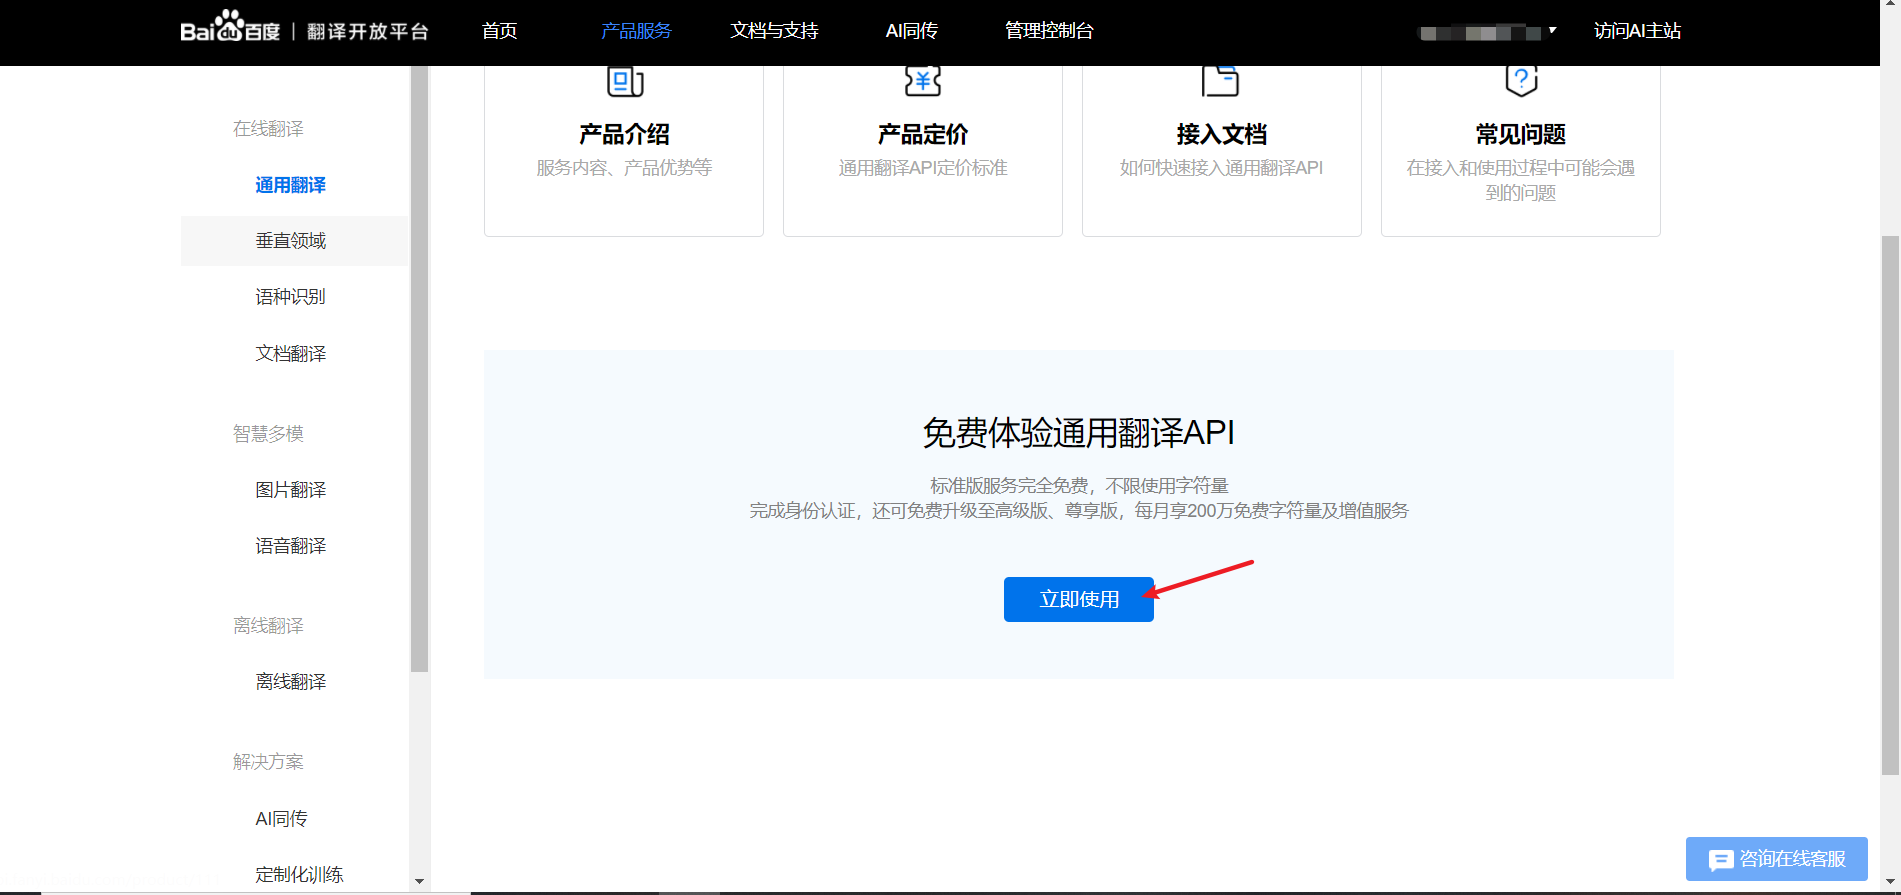 Bai du 百度 | 翻译开放平台
首页
产品服务
文档与支持
AI同传
管理控制台
访问AI主站
在线翻译
通用翻译
垂直领域
语种识别
文档翻译
智慧多模
图片翻译
语音翻译
离线翻译
离线翻译
解决方案
AI同传
定制化训练
产品介绍
服务内容、产品优势等
产品定价
通用翻译API定价标准
接入文档
如何快速接入通用翻译API
常见问题
在接入和使用过程中可能会遇
到的问题
免费体验通用翻译API
标准版服务完全免费，不限使用字符量
完成身份认证，还可免费升级至高级版、尊享版，每月享200万免费字符量及增值服务
立即使用
咨询在线客服